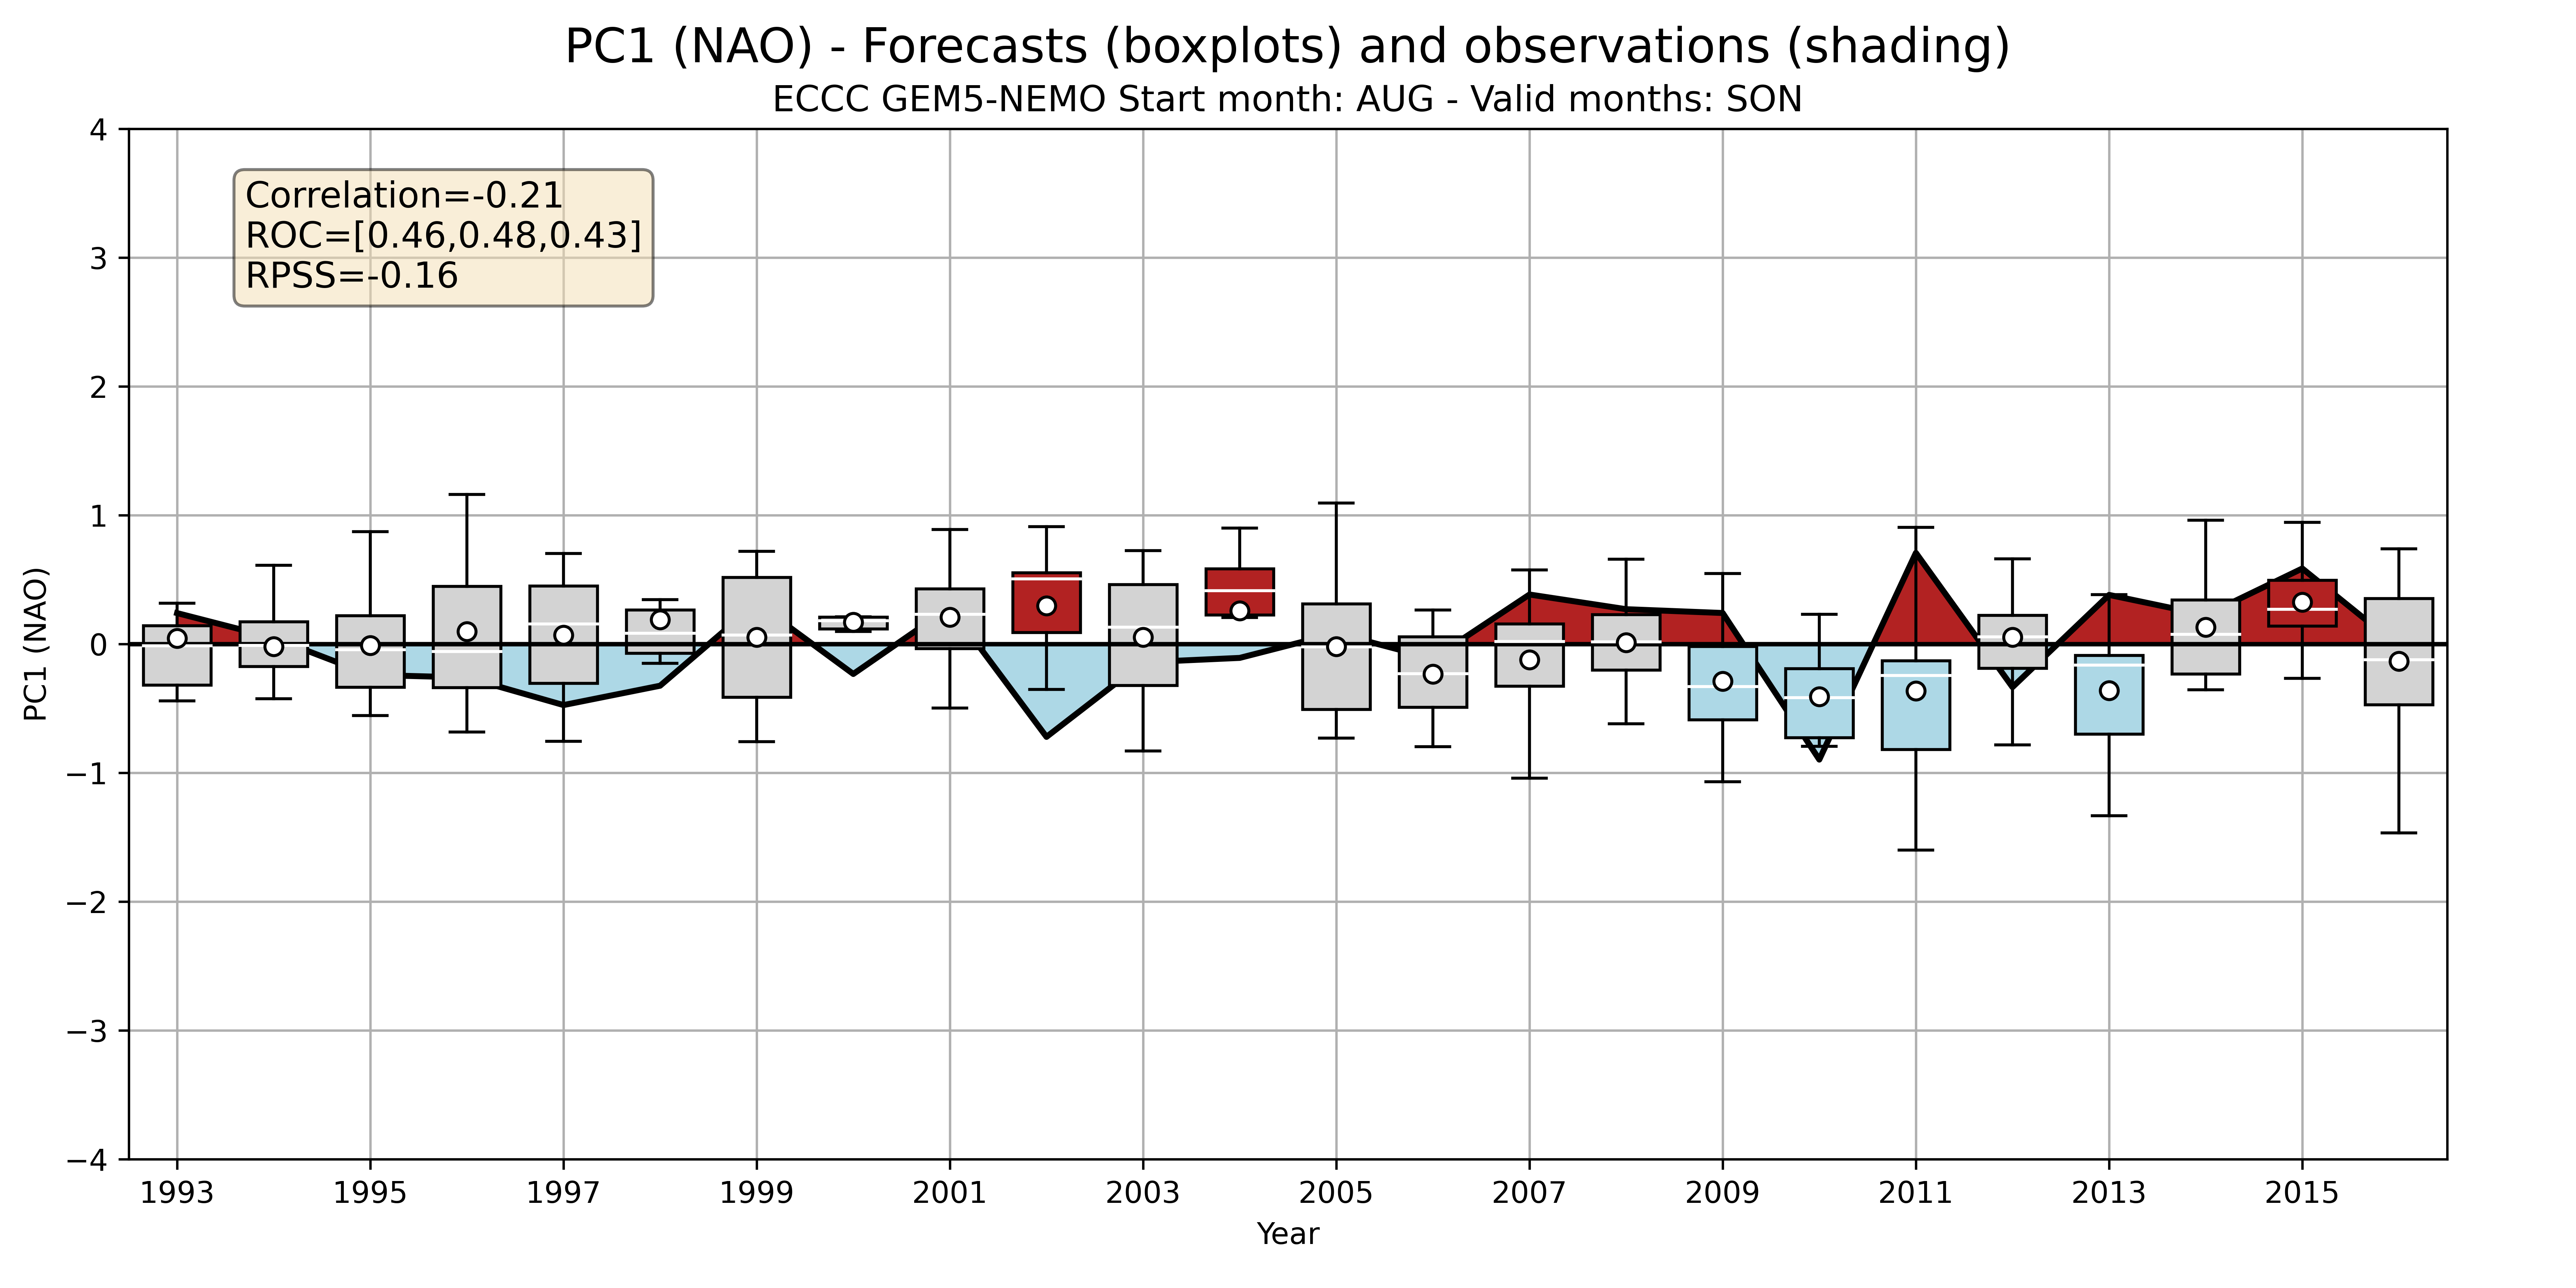 PC1 (NAO) - Forecasts (boxplots) and observations (shading)
ECCC GEM5-NEMO Start month: AUG - Valid months: SON
Correlation=-0.21
ROC=[0.46,0.48,0.43]
RPSS=-0.16
PC1 (NAO)
4
3
2
1
0
−1
−2
−3
−4
1993 1995 1997 1999 2001 2003 2005 2007 2009 2011 2013 2015
Year